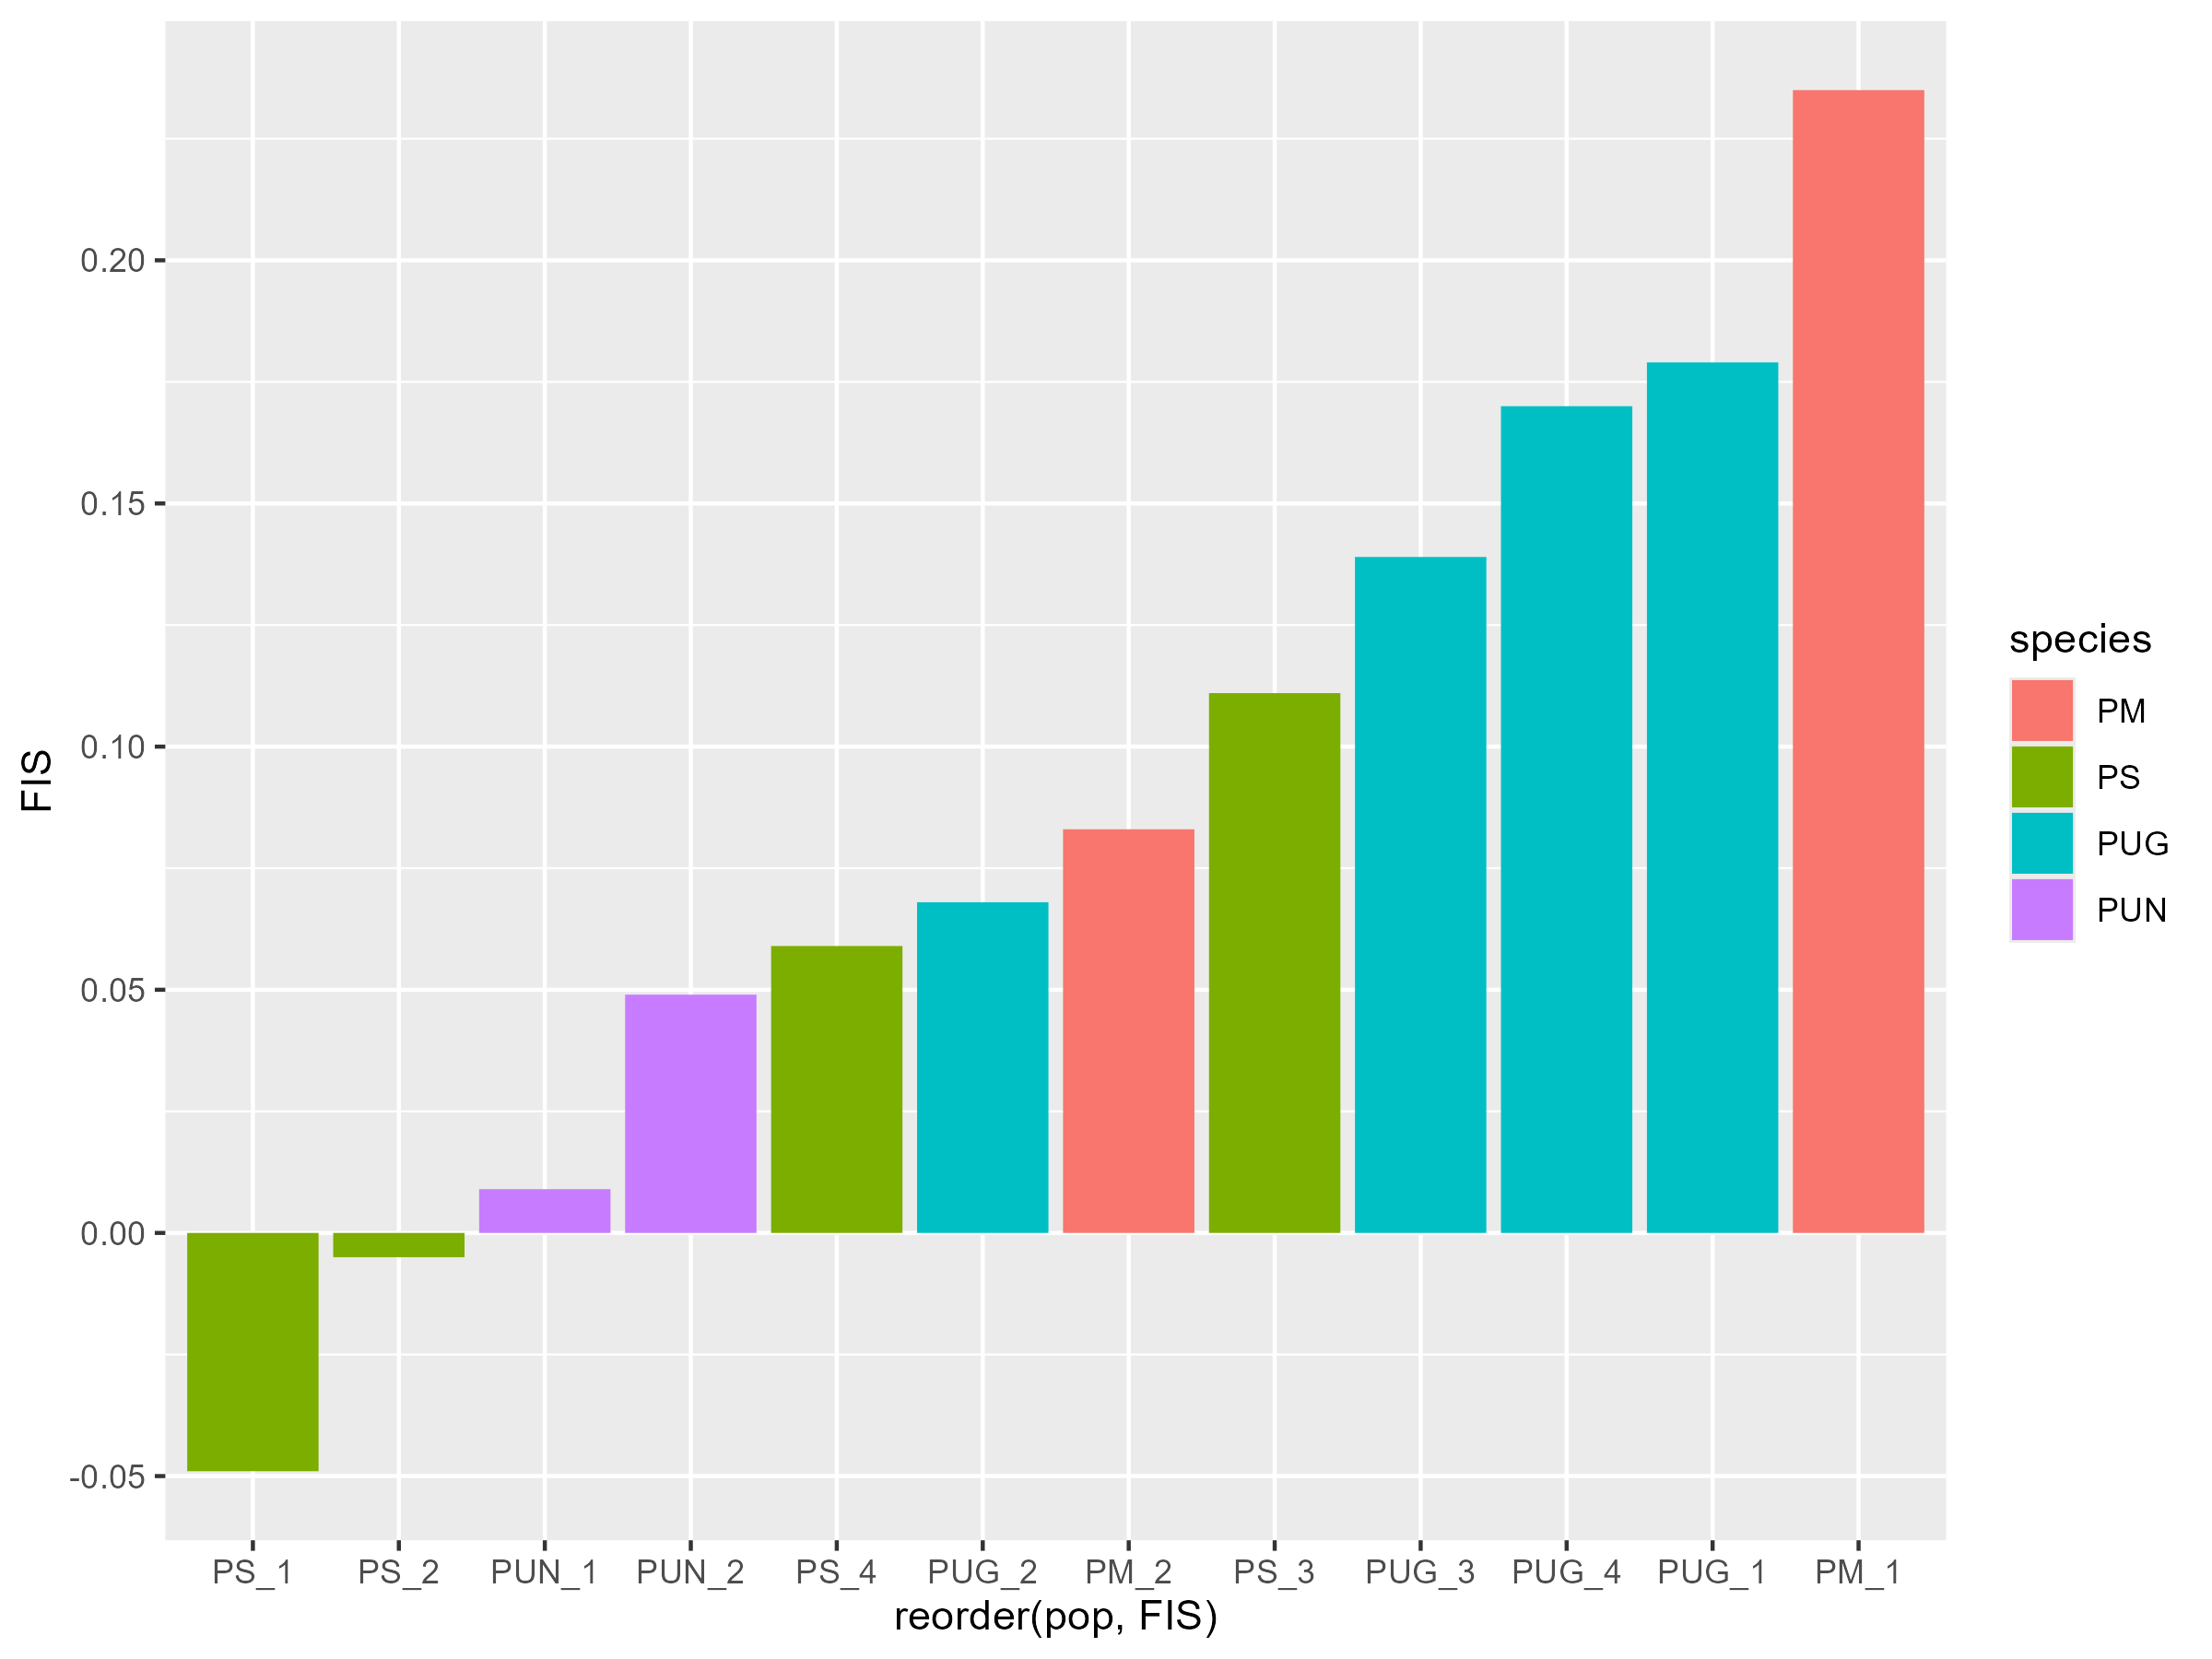 0.20
0.15
0.10
0.05
0.00
-0.05
FIS
PS_1 PS_2 PUN_1 PUN_2 PS_4 PUG_2 PM_2 PS_3 PUG_3 PUG_4 PUG_1 PM_1
reorder(pop, FIS)
species
PM
PS
PUG
PUN